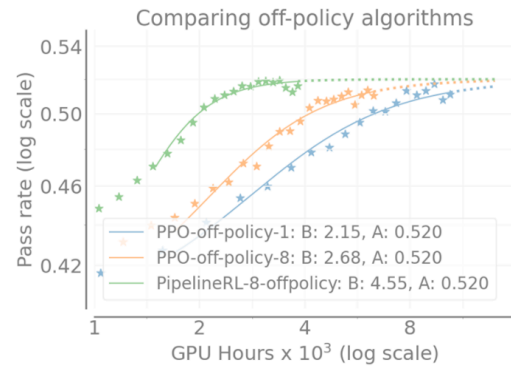 Comparing off-policy algorithms
Pass rate (log scale)
0.54
0.50
0.46
0.42
PPO-off-policy-1: B: 2.15, A: 0.520
PPO-off-policy-8: B: 2.68, A: 0.520
PipelineRL-8-offpolicy: B: 4.55, A: 0.520
1
2
4
8
GPU Hours x 10³ (log scale)